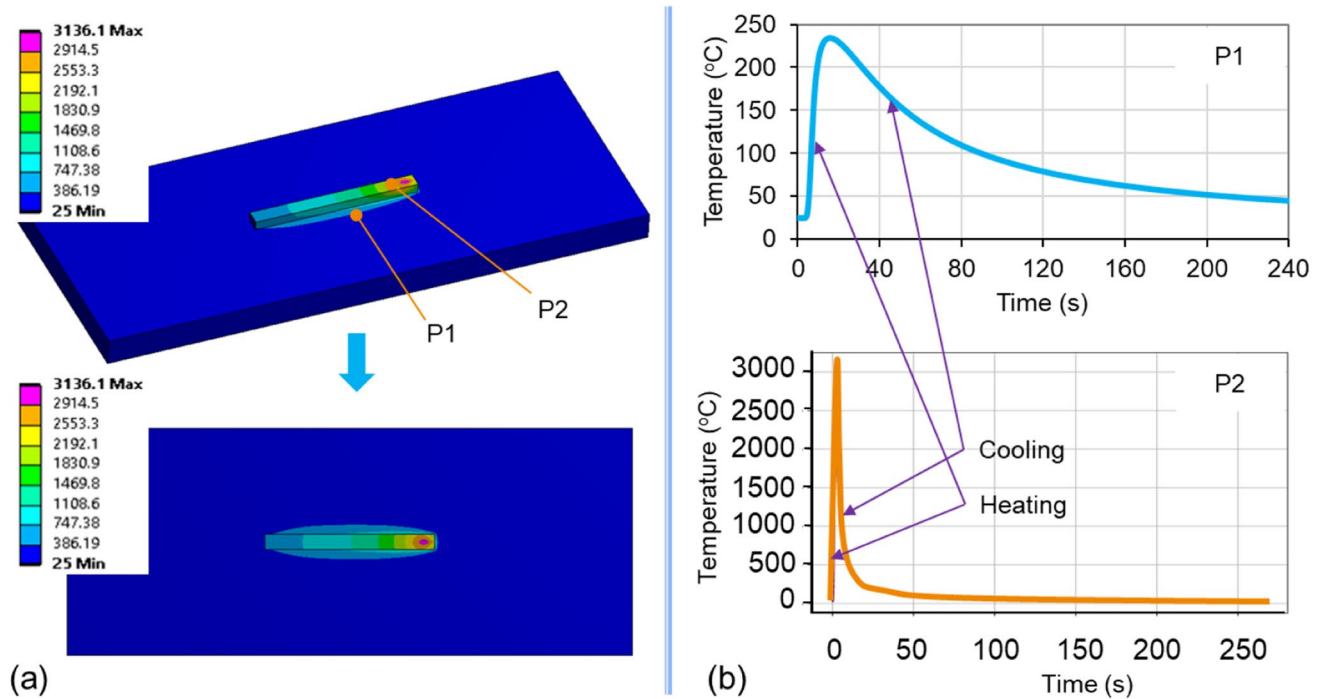 3136.1 Max
2914.5
2553.3
2192.1
1830.9
1469.8
1108.6
747.38
386.19
25 Min
P2
P1
3136.1 Max
2914.5
2553.3
2192.1
1830.9
1469.8
1108.6
747.38
386.19
25 Min
(a)
Temperature (°C)
250
200
150
100
50
0
P1
0 40 80 120 160 200 240
Time (s)
Temperature (°C)
3000
2500
2000
1500
1000
500
0
P2
Cooling
Heating
0 50 100 150 200 250
Time (s)
(b)